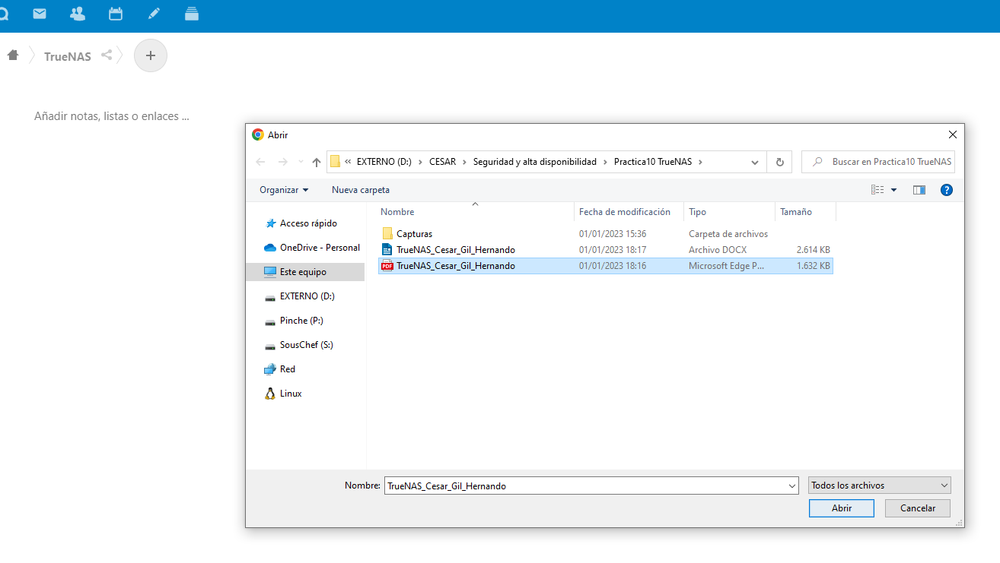 TrueNAS
Añadir notas, listas o enlaces ...
Abrir
« EXTERNO (D:) › CESAR › Seguridad y alta disponibilidad › Practica10 TrueNAS ›
Buscar en Practica10 TrueNAS
Organizar
Nueva carpeta
Acceso rápido
OneDrive - Personal
Este equipo
EXTERNO (D:)
Pinche (P:)
SousChef (S:)
Red
Linux
Nombre Fecha de modificación Tipo Tamaño
Capturas 01/01/2023 15:36 Carpeta de archivos
TrueNAS_Cesar_Gil_Hernando 01/01/2023 18:17 Archivo DOCX 2.614 KB
PDF TrueNAS_Cesar_Gil_Hernando 01/01/2023 18:16 Microsoft Edge P... 1.632 KB
Nombre: TrueNAS_Cesar_Gil_Hernando
Todos los archivos
Abrir
Cancelar